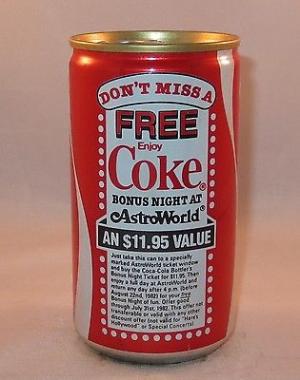 DON'T MISS A
FREE
Enjoy
Coke®
BONUS NIGHT AT
AstroWorld®
AN $11.95 VALUE
Just take this can to a specially
marked AstroWorld ticket window
and buy the Coca-Cola Bottler's
Bonus Night Ticket for $11.95. Then
enjoy a full day at AstroWorld and
return any day after 4 p.m. (before
August 22nd, 1982) for your free
Bonus Night of fun. Offer good
through July 31st, 1982. This offer not
transferable or valid with any other
discount offer (not valid for "Hare's
Hollywood" or Special Concerts)